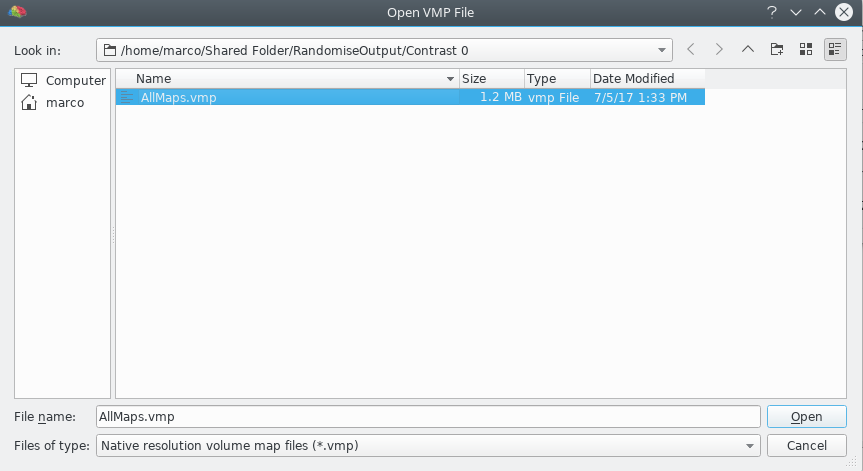 Open VMP File
Look in: /home/marco/Shared Folder/RandomiseOutput/Contrast 0
Computer
marco
Name Size Type Date Modified
AllMaps.vmp 1.2 MB vmp File 7/5/17 1:33 PM
File name: AllMaps.vmp Open
Files of type: Native resolution volume map files (*.vmp) Cancel